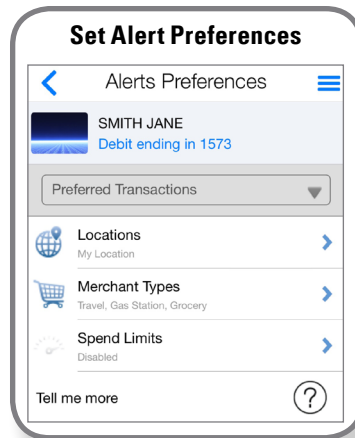 Set Alert Preferences
Alerts Preferences
SMITH JANE
Debit ending in 1573
Preferred Transactions
Locations
My Location
Merchant Types
Travel, Gas Station, Grocery
Spend Limits
Disabled
Tell me more
?